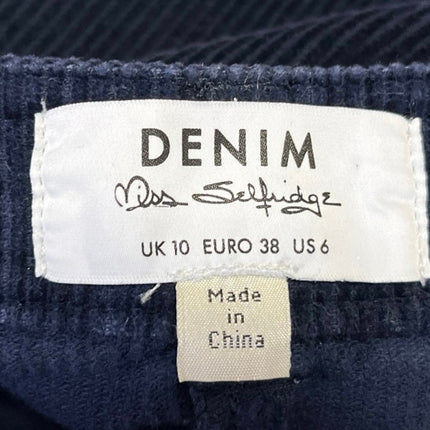 DENIM
Miss Selfridge
UK 10 EURO 38 US 6
Made
in
China